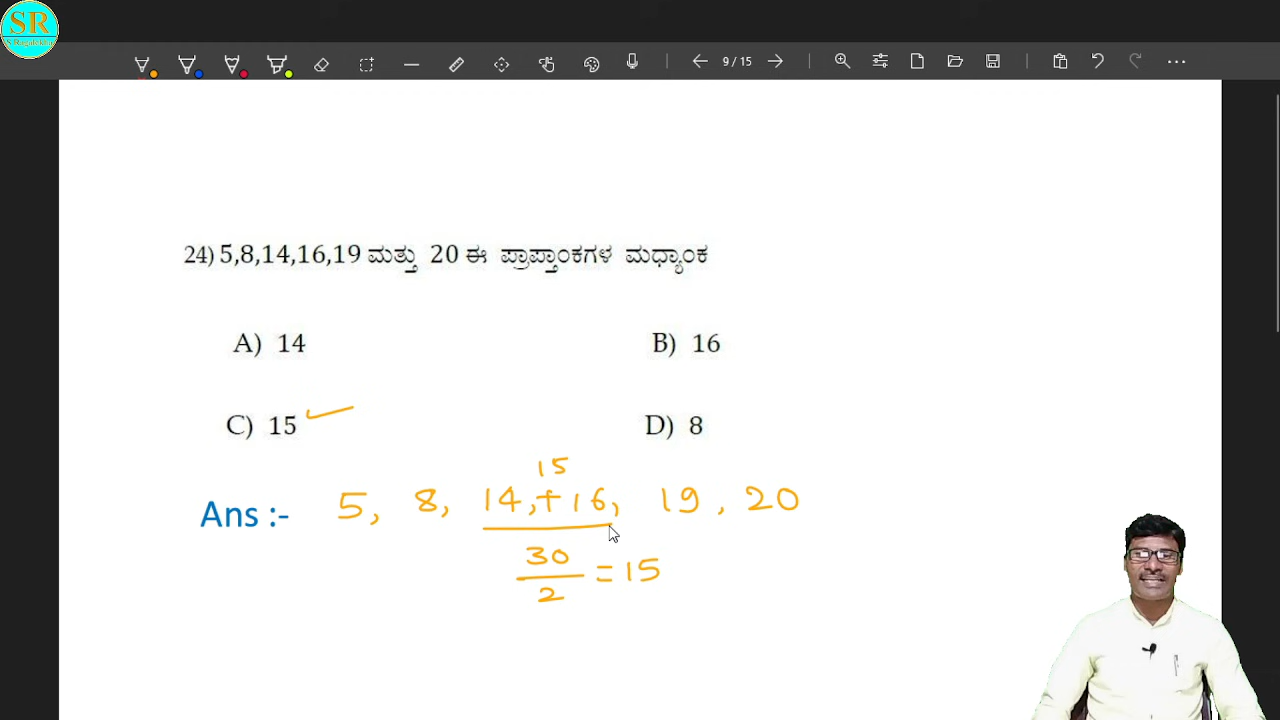 SR
9 / 15
24) 5,8,14,16,19 ಮತ್ತು 20 ಈ ಪ್ರಾಪ್ತಾಂಕಗಳ ಮಧ್ಯಾಂಕ
A) 14
B) 16
C) 15
D) 8
15
Ans :- 5, 8, 14,+16, 19, 20
30
2
=15